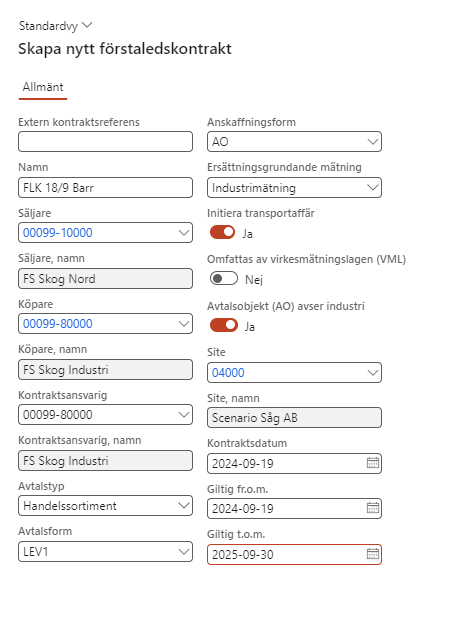 Standardvy
Skapa nytt förstaledskontrakt
Allmänt
Extern kontraktsreferens
Namn
FLK 18/9 Barr
Säljare
00099-10000
Säljare, namn
FS Skog Nord
Köpare
00099-80000
Köpare, namn
FS Skog Industri
Kontraktsansvarig
00099-80000
Kontraktsansvarig, namn
FS Skog Industri
Avtalstyp
Handelssortiment
Avtalsform
LEV1
Anskaffningsform
AO
Ersättningsgrundande mätning
Industrimätning
Initiera transportaffär
Ja
Omfattas av virkesmätningslagen (VML)
Nej
Avtalsobjekt (AO) avser industri
Ja
Site
04000
Site, namn
Scenario Såg AB
Kontraktsdatum
2024-09-19
Giltig fr.o.m.
2024-09-19
Giltig t.o.m.
2025-09-30